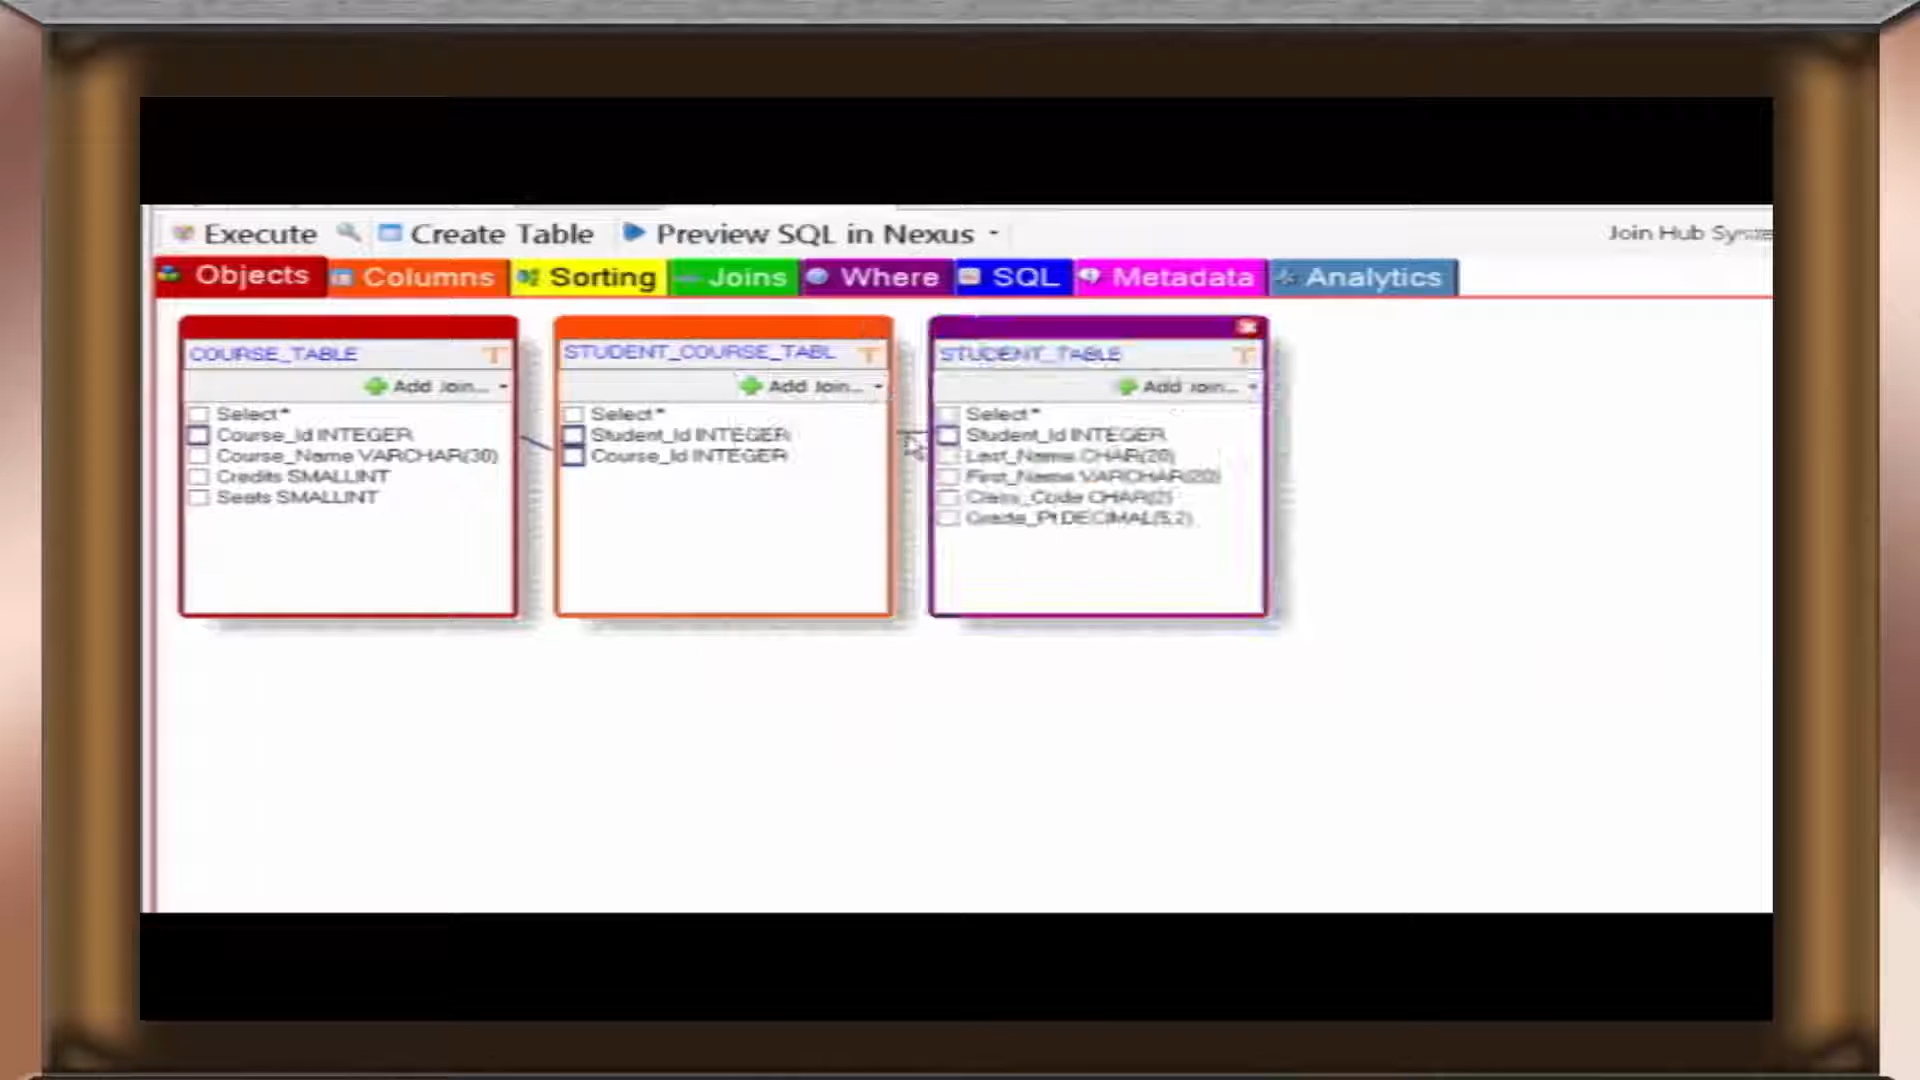 Execute Create Table Preview SQL in Nexus
Join Hub Syste
Objects Columns Sorting Joins Where SQL Metadata Analytics
COURSE_TABLE
Add Join...
Select*
Course_Id INTEGER
Course_Name VARCHAR(30)
Credits SMALLINT
Seats SMALLINT
STUDENT_COURSE_TABL
Add Join...
Select*
Student_Id INTEGER
Course_Id INTEGER
STUDENT_TABLE
Add Join...
Select*
Student_Id INTEGER
Last_Name CHAR(20)
First_Name VARCHAR(20)
Class_Code CHAR(2)
Grade_Pt DECIMAL(5,2)